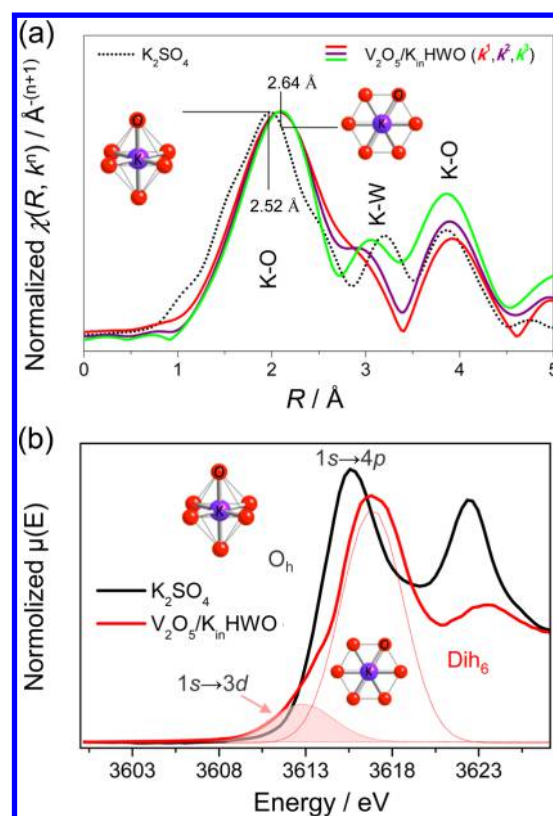 (a)
K₂SO₄
V₂O₅/KᵢₙHWO (k¹, k², k³)
2.64 Å
O
K
O
K
2.52 Å
K-O
K-W
K-O
Normalized χ(R, kⁿ) / Å⁻⁽ⁿ⁺¹⁾
0 1 2 3 4 5
R / Å
(b)
1s→4p
O
K
Oₕ
K₂SO₄
V₂O₅/KᵢₙHWO
O
K
Dih₆
1s→3d
Normolized μ(E)
3603 3608 3613 3618 3623
Energy / eV